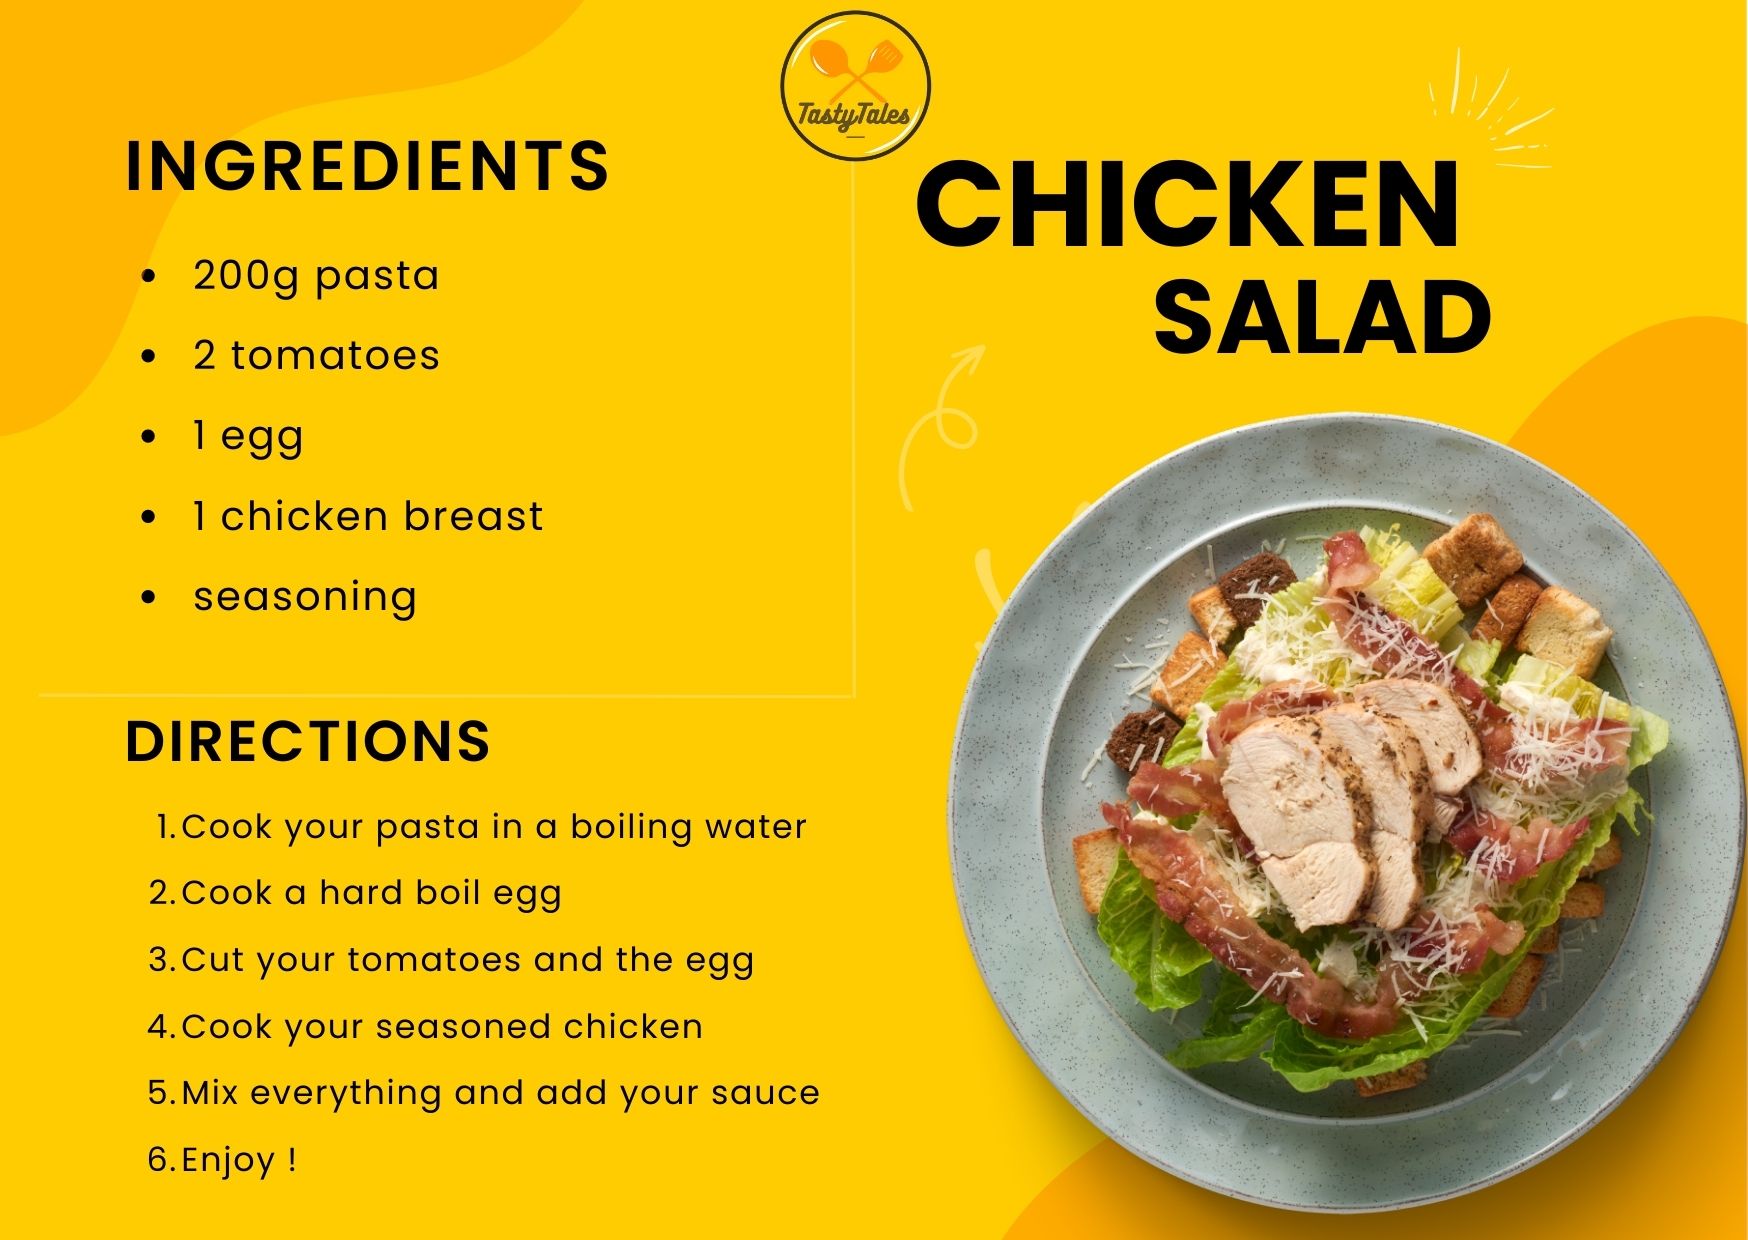 TastyTales
INGREDIENTS
• 200g pasta
• 2 tomatoes
• 1 egg
• 1 chicken breast
• seasoning
DIRECTIONS
1. Cook your pasta in a boiling water
2. Cook a hard boil egg
3. Cut your tomatoes and the egg
4. Cook your seasoned chicken
5. Mix everything and add your sauce
6. Enjoy !
CHICKEN
SALAD